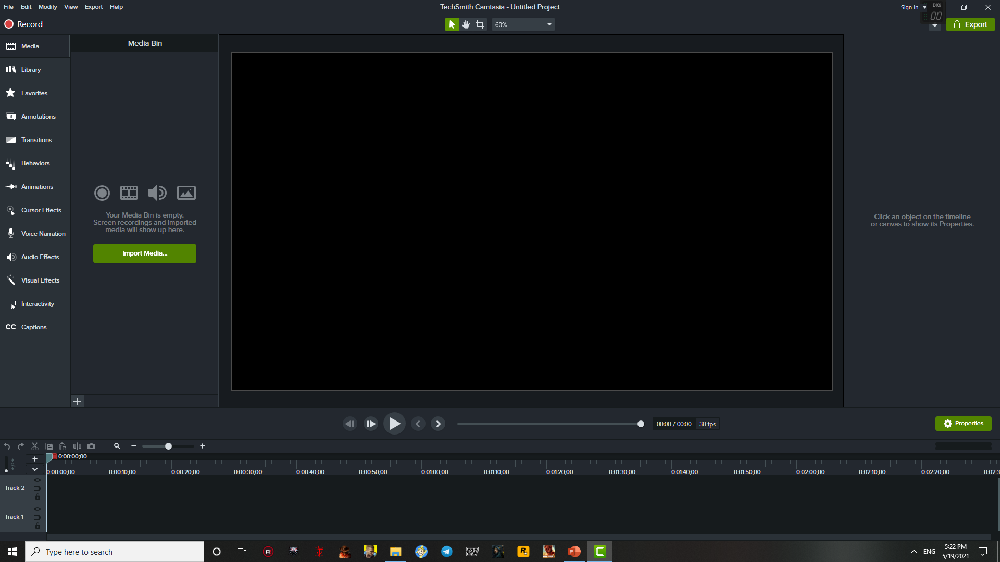 File Edit Modify View Export Help
TechSmith Camtasia - Untitled Project
Sign In
DX9
00
Record
60%
Export
Media
Library
Favorites
Annotations
Transitions
Behaviors
Animations
Cursor Effects
Voice Narration
Audio Effects
Visual Effects
Interactivity
CC Captions
Media Bin
Your Media Bin is empty.
Screen recordings and imported
media will show up here.
Import Media...
Click an object on the timeline
or canvas to show its Properties.
00:00 / 00:00 30 fps
Properties
0:00:00;00
0:00:00;00 0:00:10;00 0:00:20;00 0:00:30;00 0:00:40;00 0:00:50;00 0:01:00;00 0:01:10;00 0:01:20;00 0:01:30;00 0:01:40;00 0:01:50;00 0:02:00;00 0:02:10;00 0:02:20;00 0:02:3
Track 2
Track 1
Type here to search
IV
R
P
C
ENG
5:22 PM
5/19/2021